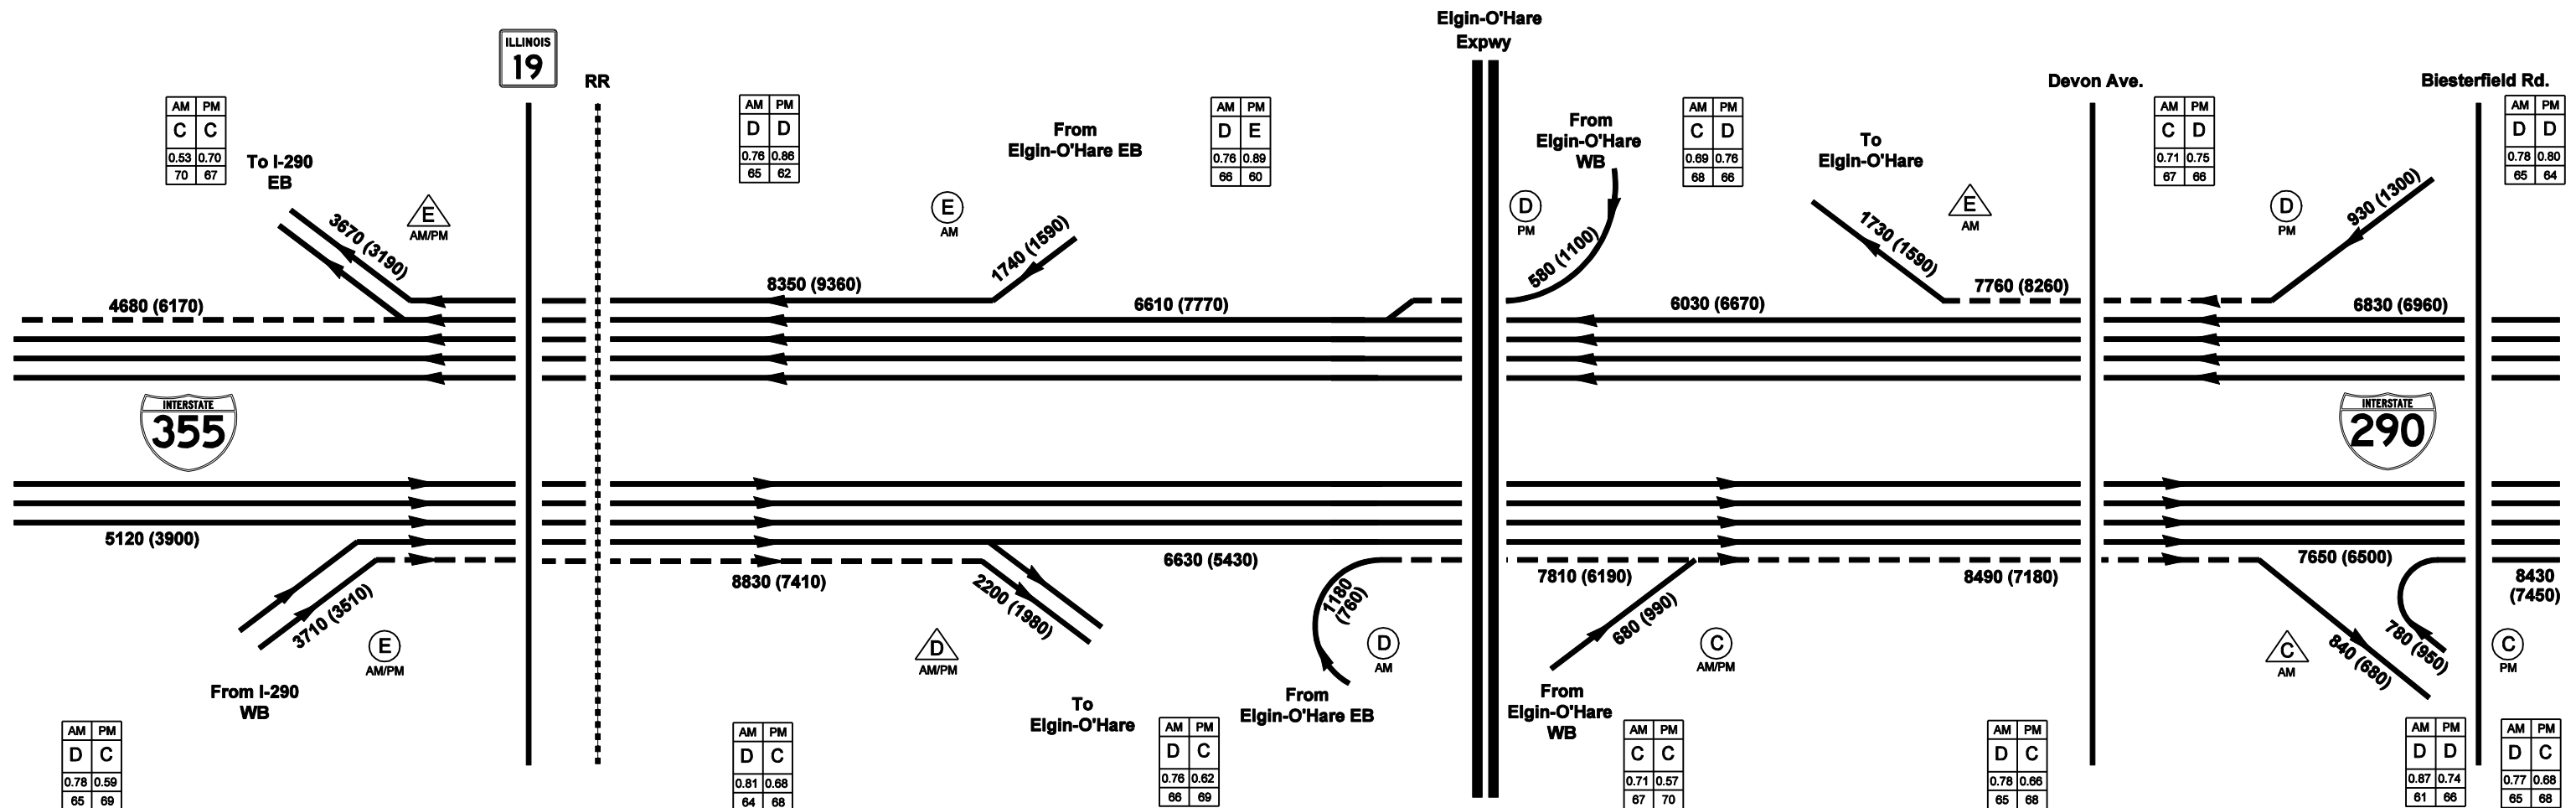 Elgin-O'Hare
Expwy
ILLINOIS
19
RR
Devon Ave.
Biesterfield Rd.
AM PM
C C
0.53 0.70
70 67
To I-290
EB
3670 (3190)
E
AM/PM
AM PM
D D
0.76 0.86
65 62
E
AM
From
Elgin-O'Hare EB
1740 (1590)
AM PM
D E
0.76 0.89
66 60
D
PM
From
Elgin-O'Hare
WB
580 (1100)
AM PM
C D
0.69 0.76
68 66
To
Elgin-O'Hare
1730 (1590)
E
AM
AM PM
C D
0.71 0.75
67 66
D
PM
930 (1300)
AM PM
D D
0.78 0.80
65 64
4680 (6170)
8350 (9360)
6610 (7770)
6030 (6670)
7760 (8260)
6830 (6960)
INTERSTATE
355
INTERSTATE
290
5120 (3900)
8830 (7410)
6630 (5430)
7810 (6190)
8490 (7180)
7650 (6500)
8430
(7450)
3710 (3510)
E
AM/PM
From I-290
WB
2200 (1980)
D
AM/PM
To
Elgin-O'Hare
1180
(760)
D
AM
From
Elgin-O'Hare EB
680 (990)
C
AM/PM
From
Elgin-O'Hare
WB
C
AM
840 (680)
780 (950)
C
PM
AM PM
D C
0.78 0.59
65 69
AM PM
D C
0.81 0.68
64 68
AM PM
D C
0.76 0.62
66 69
AM PM
C C
0.71 0.57
67 70
AM PM
D C
0.78 0.66
65 68
AM PM
D D
0.87 0.74
61 66
AM PM
D C
0.77 0.68
65 68